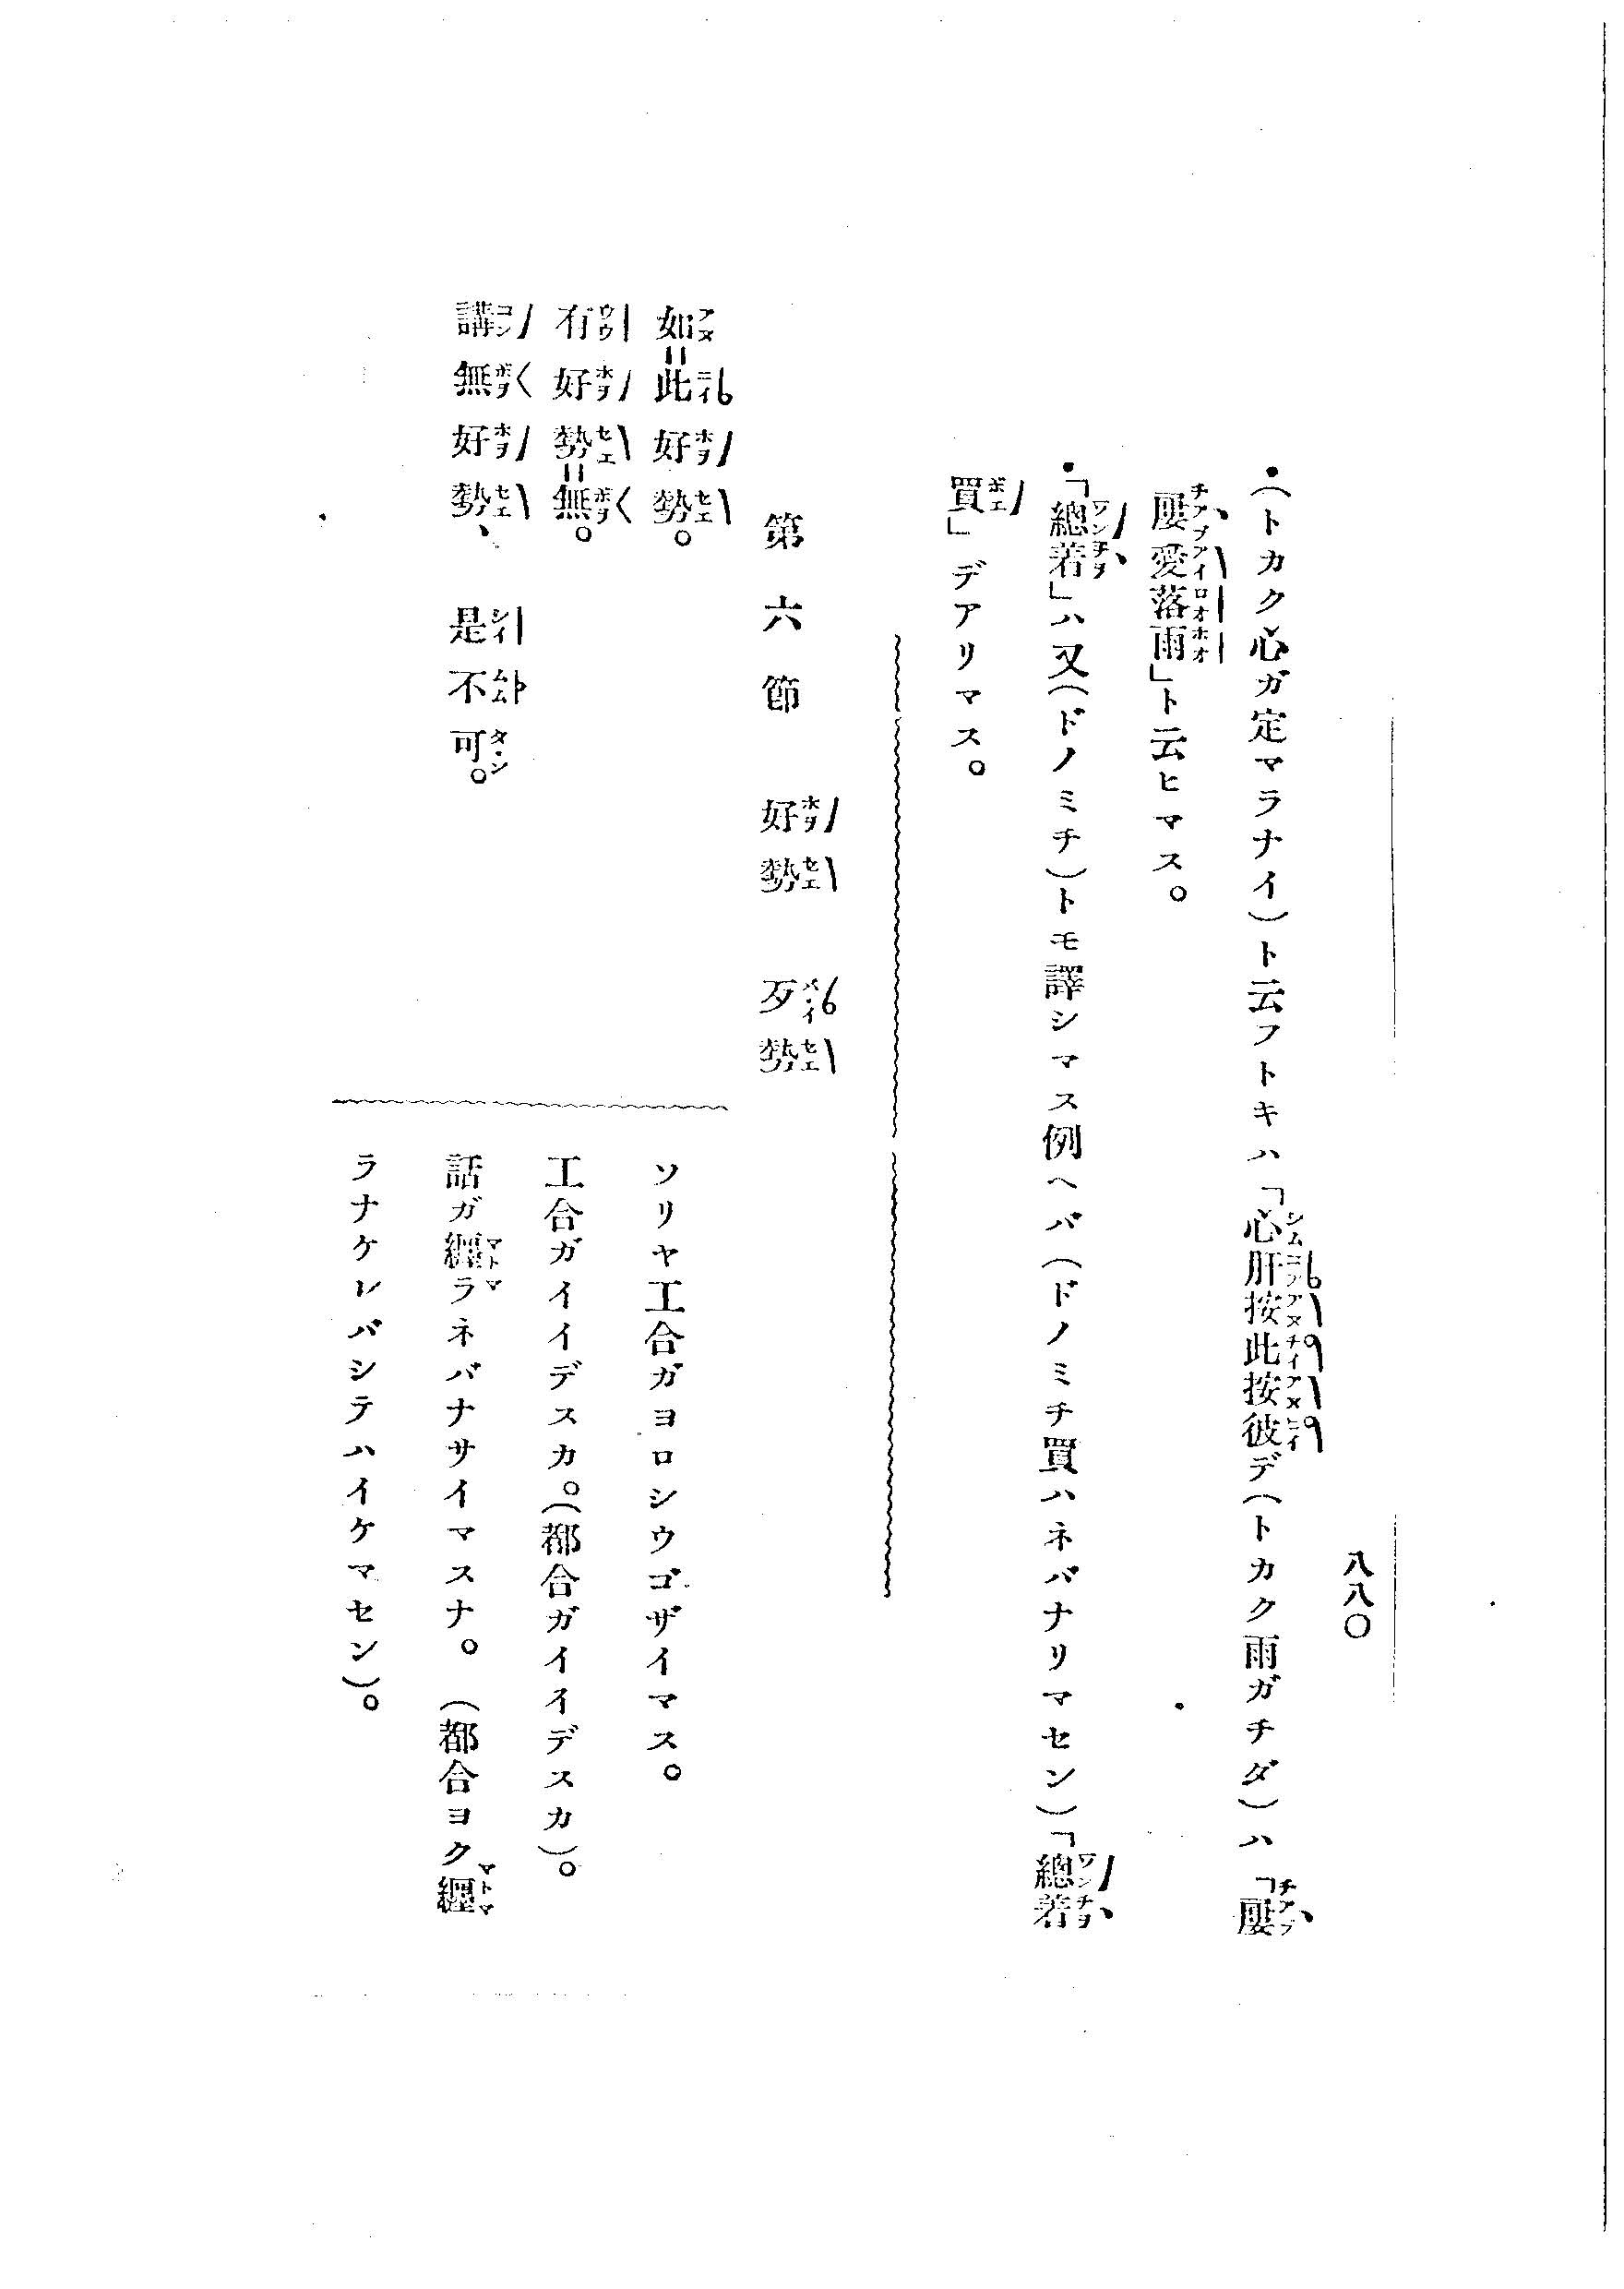 八八〇
・（トカク心ガ定マラナイ）ト云フトキハ「心肝按此按彼デ（トカク雨ガチダ）ハ「屢
屢愛落雨」ト云ヒマス。
・「總着」ハ又（ドノミチ）トモ譯シマス例ヘバ（ドノミチ買ハネバナリマセン）「總着
買」デアリマス。
第六節　好勢　歹勢
如＝此好勢。
有好勢＝無。
講無好勢、是不可。
ソリヤ工合ガヨロシウゴザイマス。
工合ガイイデスカ。（都合ガイイデスカ）。
話ガ纒ラネバナサイマスナ。（都合ヨク纒
ラナケレバシテハイケマセン）。